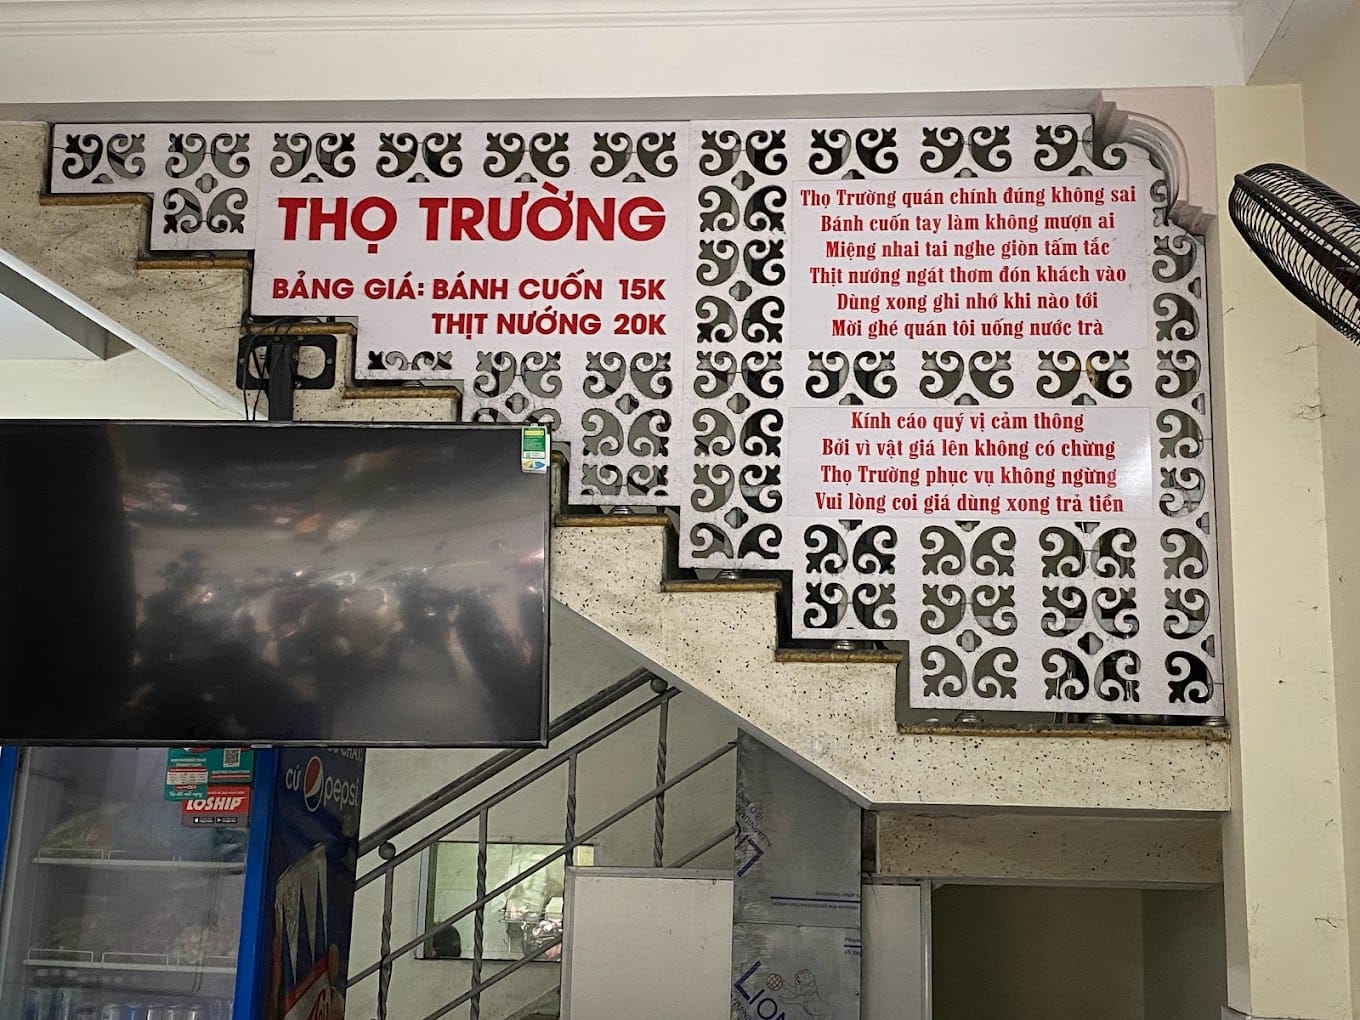 THỌ TRƯỜNG
BẢNG GIÁ: BÁNH CUỐN 15K
THỊT NƯỚNG 20K
Thọ Trường quán chính đúng không sai
Bánh cuốn tay làm không mượn ai
Miệng nhai tai nghe giòn tấm tắc
Thịt nướng ngát thơm đón khách vào
Dùng xong ghi nhớ khi nào tới
Mời ghé quán tôi uống nước trà
Kính cáo quý vị cảm thông
Bởi vì vật giá lên không có chừng
Thọ Trường phục vụ không ngừng
Vui lòng coi giá dùng xong trả tiền
LOSHIP
cứ pepsi
LION